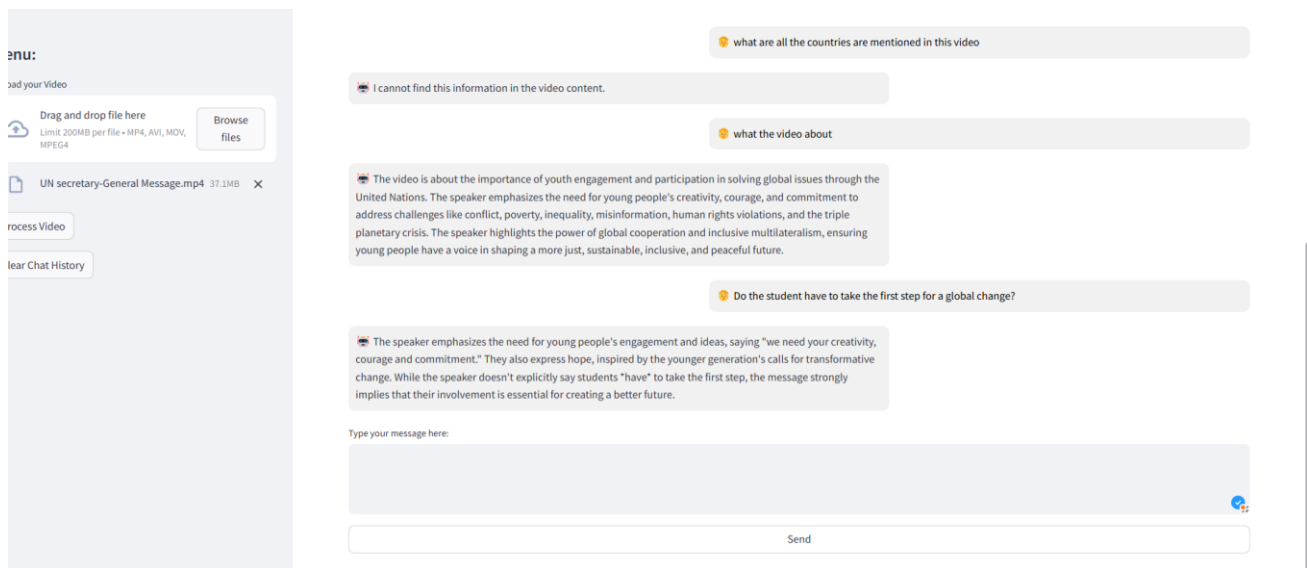 enu:
oad your Video
Drag and drop file here
Limit 200MB per file • MP4, AVI, MOV,
MPEG4
Browse
files
UN secretary-General Message.mp4 37.1MB
rocess Video
lear Chat History
what are all the countries are mentioned in this video
I cannot find this information in the video content.
what the video about
The video is about the importance of youth engagement and participation in solving global issues through the
United Nations. The speaker emphasizes the need for young people's creativity, courage, and commitment to
address challenges like conflict, poverty, inequality, misinformation, human rights violations, and the triple
planetary crisis. The speaker highlights the power of global cooperation and inclusive multilateralism, ensuring
young people have a voice in shaping a more just, sustainable, inclusive, and peaceful future.
Do the student have to take the first step for a global change?
The speaker emphasizes the need for young people's engagement and ideas, saying "we need your creativity,
courage and commitment." They also express hope, inspired by the younger generation's calls for transformative
change. While the speaker doesn't explicitly say students *have* to take the first step, the message strongly
implies that their involvement is essential for creating a better future.
Type your message here:
Send